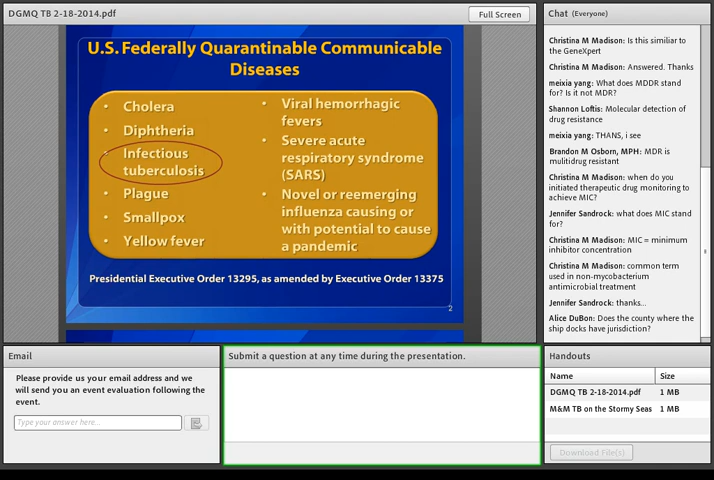 DGMQ TB 2-18-2014.pdf
Full Screen
U.S. Federally Quarantinable Communicable
Diseases
• Cholera
• Diphtheria
• Infectious
tuberculosis
• Plague
• Smallpox
• Yellow fever
• Viral hemorrhagic
fevers
• Severe acute
respiratory syndrome
(SARS)
• Novel or reemerging
influenza causing or
with potential to cause
a pandemic
Presidential Executive Order 13295, as amended by Executive Order 13375
2
Chat (Everyone)
Christina M Madison: Is this similiar to
the GeneXpert
Christina M Madison: Answered. Thanks
meixia yang: What does MDDR stand
for? Is it not MDR?
Shannon Loftis: Molecular detection of
drug resistance
meixia yang: THANS, i see
Brandon M Osborn, MPH: MDR is
mulitidrug resistant
Christina M Madison: when do you
initiated therapeutic drug monitoring to
achieve MIC?
Jennifer Sandrock: what does MIC stand
for?
Christina M Madison: MIC = minimum
inhibitor concentration
Christina M Madison: common term
used in non-mycobacterium
antimicrobial treatment
Jennifer Sandrock: thanks...
Alice DuBon: Does the county where the
ship docks have jurisdiction?
Email
Please provide us your email address and we
will send you an event evaluation following the
event.
Type your answer here...
Submit a question at any time during the presentation.
Handouts
Name Size
DGMQ TB 2-18-2014.pdf 1 MB
M&M TB on the Stormy Seas 1 MB
Download File(s)